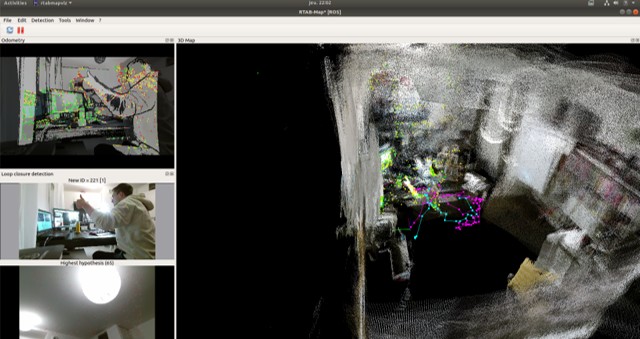 Activities
rtabmapviz
jeu. 22:02
RTAB-Map* [ROS]
File Edit Detection Tools Window ?
Odometry
3D Map
Loop closure detection
New ID = 221 [1]
Highest hypothesis (65)